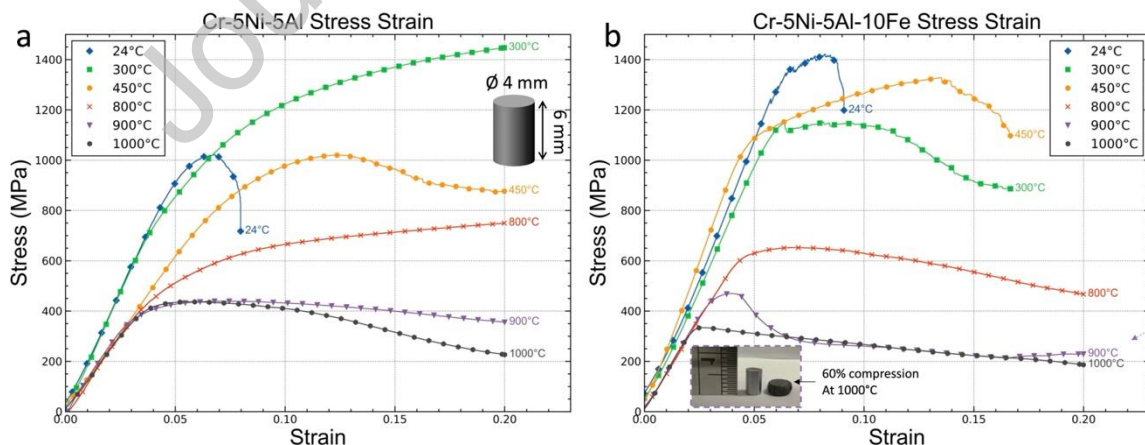 Jou
Cr-5Ni-5Al Stress Strain
a
24°C
300°C
450°C
800°C
900°C
1000°C
Ø 4 mm
6 mm
300°C
450°C
24°C
800°C
900°C
1000°C
Stress (MPa)
0
200
400
600
800
1000
1200
1400
0.00
0.05
0.10
0.15
0.20
Strain
Cr-5Ni-5Al-10Fe Stress Strain
b
24°C
300°C
450°C
800°C
900°C
1000°C
24°C
450°C
300°C
800°C
900°C
1000°C
60% compression
At 1000°C
Stress (MPa)
0
200
400
600
800
1000
1200
1400
0.00
0.05
0.10
0.15
0.20
Strain